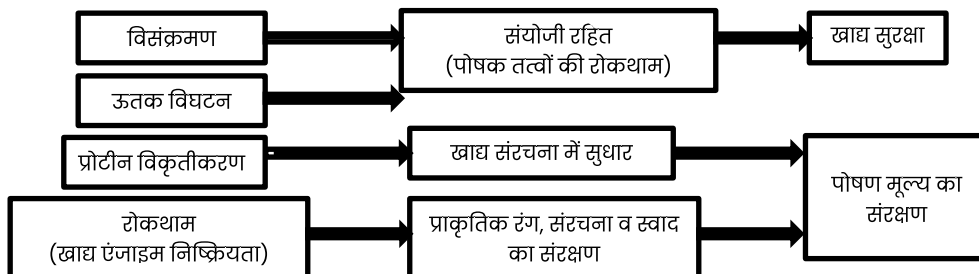 विसंक्रमण
संयोजी रहित
(पोषक तत्वों की रोकथाम)
खाद्य सुरक्षा
ऊतक विघटन
प्रोटीन विकृतीकरण
खाद्य संरचना में सुधार
पोषण मूल्य का
संरक्षण
रोकथाम
(खाद्य एंजाइम निष्क्रियता)
प्राकृतिक रंग, संरचना व स्वाद
का संरक्षण